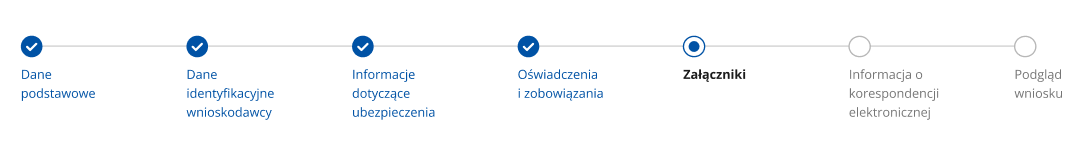 Dane
podstawowe
Dane
identyfikacyjne
wnioskodawcy
Informacje
dotyczące
ubezpieczenia
Oświadczenia
i zobowiązania
Załączniki
Informacja o
korespondencji
elektronicznej
Podgląd
wniosku